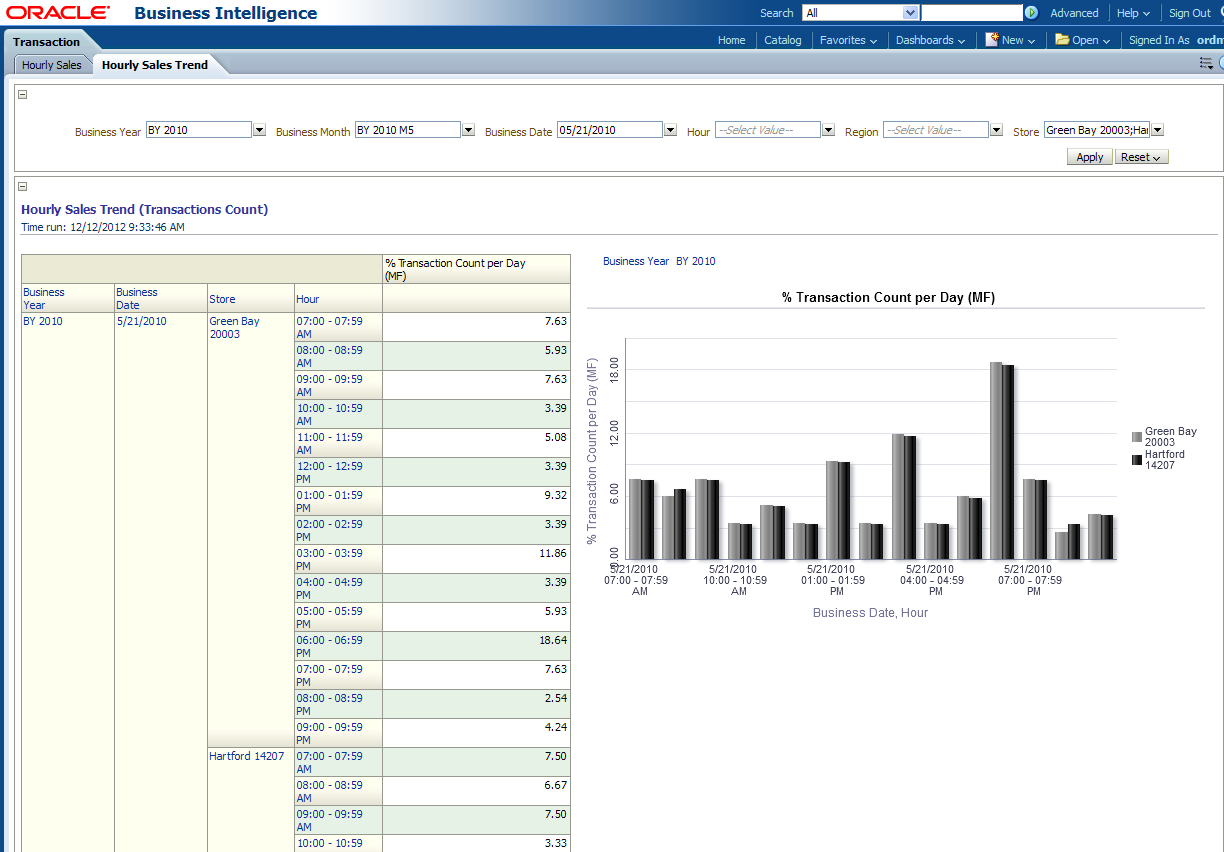 ORACLE® Business Intelligence
Search All Advanced Help Sign Out
Transaction
Home Catalog Favorites Dashboards New Open Signed In As
Hourly Sales Hourly Sales Trend
Business Year BY 2010 Business Month BY 2010 M5 Business Date 05/21/2010 Hour --Select Value-- Region --Select Value-- Store Green Bay 20003;Har
Apply Reset
Hourly Sales Trend (Transactions Count)
Time run: 12/12/2012 9:33:46 AM
% Transaction Count per Day
(MF)
Business
Year
Business
Date
Store
Hour
BY 2010
5/21/2010
Green Bay
20003
07:00 - 07:59
AM
7.63
08:00 - 08:59
AM
5.93
09:00 - 09:59
AM
7.63
10:00 - 10:59
AM
3.39
11:00 - 11:59
AM
5.08
12:00 - 12:59
PM
3.39
01:00 - 01:59
PM
9.32
02:00 - 02:59
PM
3.39
03:00 - 03:59
PM
11.86
04:00 - 04:59
PM
3.39
05:00 - 05:59
PM
5.93
06:00 - 06:59
PM
18.64
07:00 - 07:59
PM
7.63
08:00 - 08:59
PM
2.54
09:00 - 09:59
PM
4.24
Hartford 14207
07:00 - 07:59
AM
7.50
08:00 - 08:59
AM
6.67
09:00 - 09:59
AM
7.50
10:00 - 10:59
3.33
Business Year BY 2010
% Transaction Count per Day (MF)
% Transaction Count per Day (MF)
18.00
12.00
6.00
0.00
Green Bay
20003
Hartford
14207
5/21/2010
07:00 - 07:59
AM
5/21/2010
10:00 - 10:59
AM
5/21/2010
01:00 - 01:59
PM
5/21/2010
04:00 - 04:59
PM
5/21/2010
07:00 - 07:59
PM
Business Date, Hour